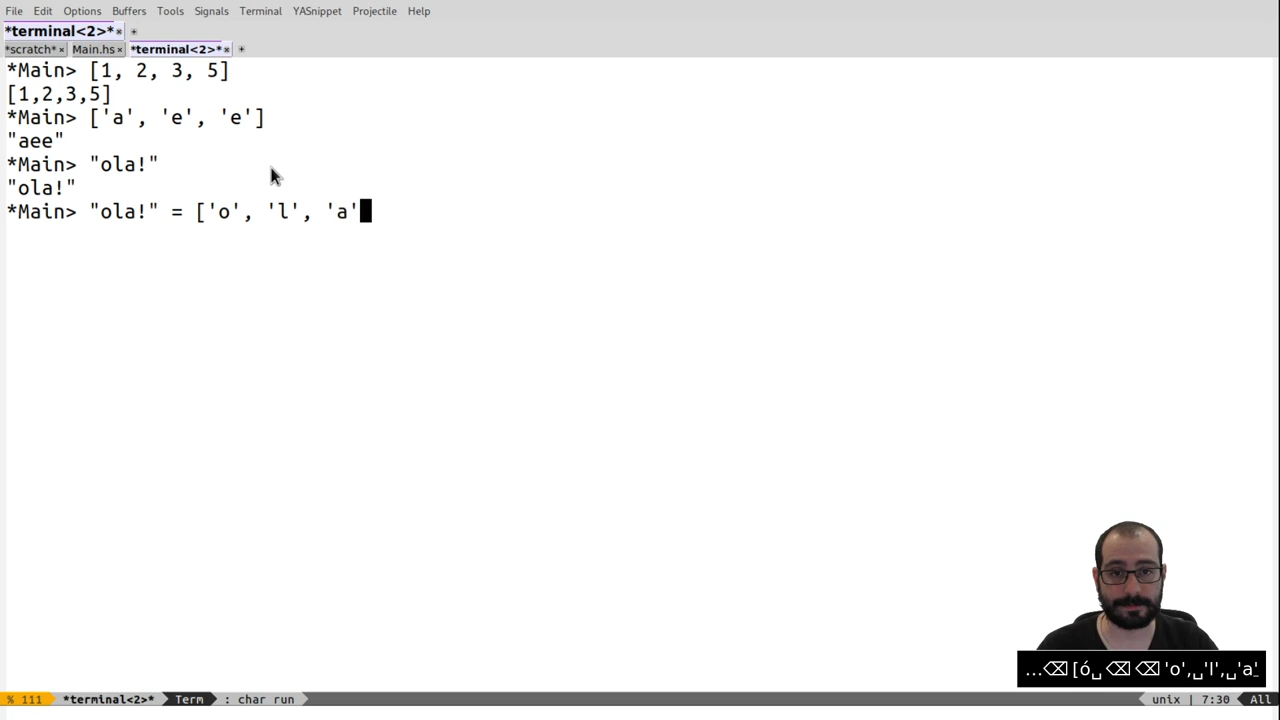 File Edit Options Buffers Tools Signals Terminal YASnippet Projectile Help
*terminal<2>*× +
*scratch*× Main.hs× *terminal<2>*× +
*Main> [1, 2, 3, 5]
[1,2,3,5]
*Main> ['a', 'e', 'e']
"aee"
*Main> "ola!"
"ola!"
*Main> "ola!" = ['o', 'l', 'a'
…⌫[ó␣⌫⌫'o',␣'l',␣'a'
% 111 *terminal<2>* Term : char run unix | 7:30 All